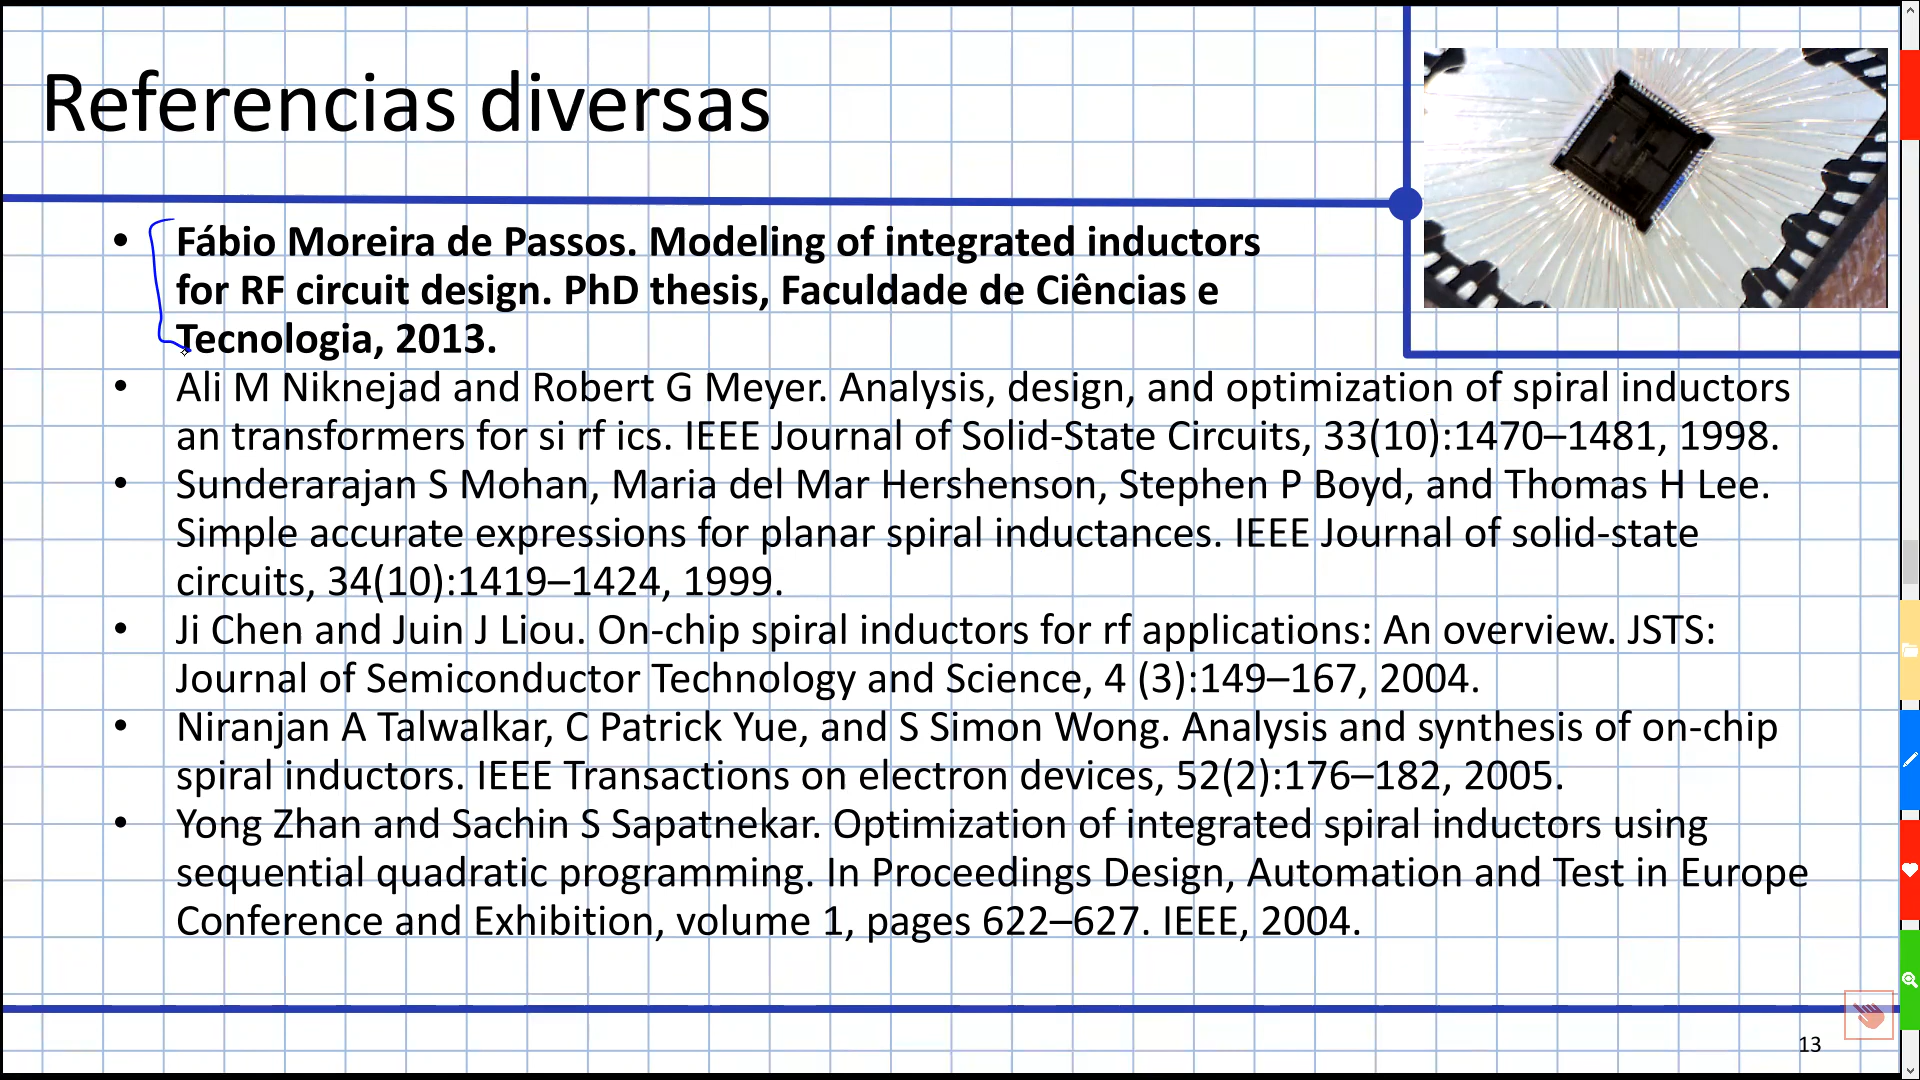 Referencias diversas
• Fábio Moreira de Passos. Modeling of integrated inductors
for RF circuit design. PhD thesis, Faculdade de Ciências e
Tecnologia, 2013.
• Ali M Niknejad and Robert G Meyer. Analysis, design, and optimization of spiral inductors
an transformers for si rf ics. IEEE Journal of Solid-State Circuits, 33(10):1470–1481, 1998.
• Sunderarajan S Mohan, Maria del Mar Hershenson, Stephen P Boyd, and Thomas H Lee.
Simple accurate expressions for planar spiral inductances. IEEE Journal of solid-state
circuits, 34(10):1419–1424, 1999.
• Ji Chen and Juin J Liou. On-chip spiral inductors for rf applications: An overview. JSTS:
Journal of Semiconductor Technology and Science, 4 (3):149–167, 2004.
• Niranjan A Talwalkar, C Patrick Yue, and S Simon Wong. Analysis and synthesis of on-chip
spiral inductors. IEEE Transactions on electron devices, 52(2):176–182, 2005.
• Yong Zhan and Sachin S Sapatnekar. Optimization of integrated spiral inductors using
sequential quadratic programming. In Proceedings Design, Automation and Test in Europe
Conference and Exhibition, volume 1, pages 622–627. IEEE, 2004.
13